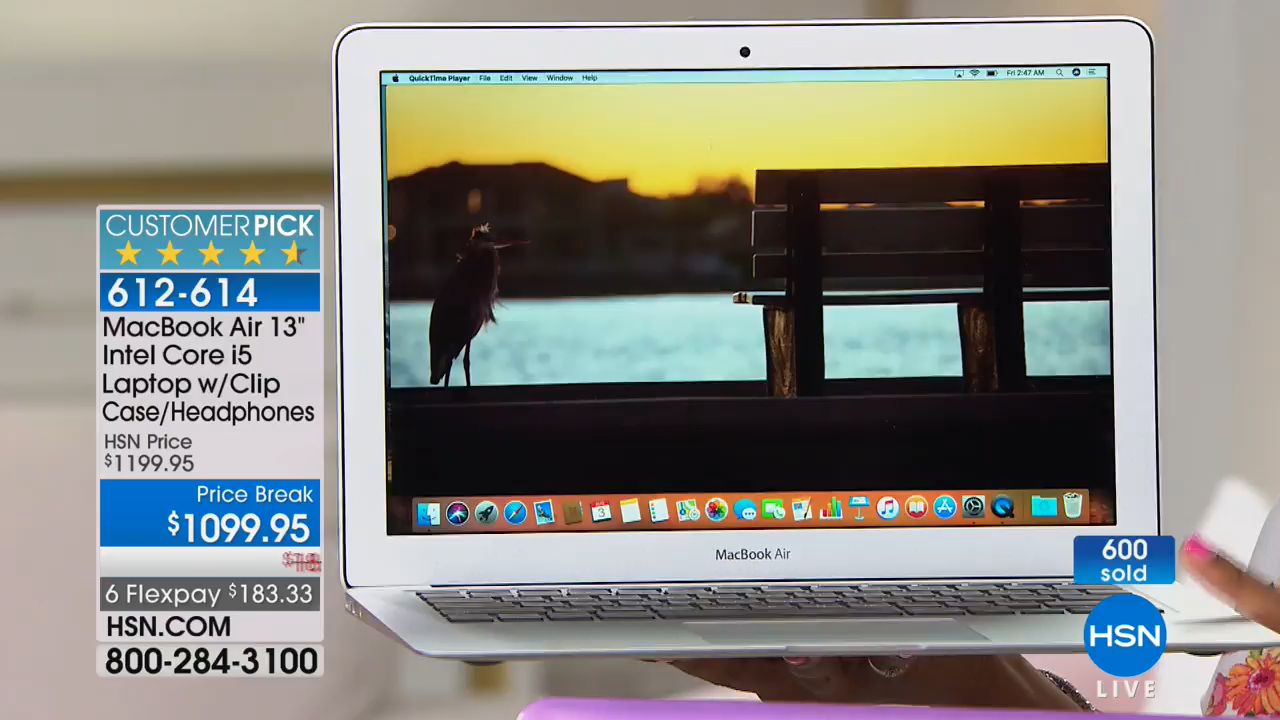 CUSTOMER PICK
612-614
MacBook Air 13"
Intel Core i5
Laptop w/Clip
Case/Headphones
HSN Price
$1199.95
Price Break
$1099.95
6 Flexpay $183.33
HSN.COM
800-284-3100
QuickTime Player File Edit View Window Help
Fri 2:47 AM
3
MacBook Air
600
sold
HSN
LIVE